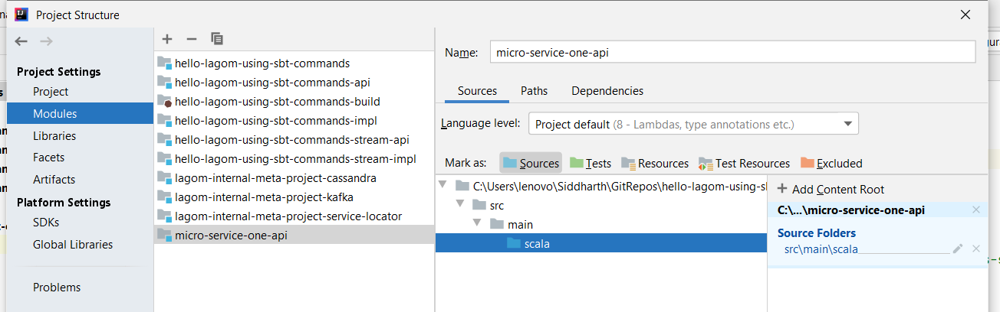 Project Structure
Project Settings
Project
Modules
Libraries
Facets
Artifacts
Platform Settings
SDKs
Global Libraries
Problems
hello-lagom-using-sbt-commands
hello-lagom-using-sbt-commands-api
hello-lagom-using-sbt-commands-build
hello-lagom-using-sbt-commands-impl
hello-lagom-using-sbt-commands-stream-api
hello-lagom-using-sbt-commands-stream-impl
lagom-internal-meta-project-cassandra
lagom-internal-meta-project-kafka
lagom-internal-meta-project-service-locator
micro-service-one-api
Name: micro-service-one-api
Sources Paths Dependencies
Language level: Project default (8 - Lambdas, type annotations etc.)
Mark as: Sources Tests Resources Test Resources Excluded
C:\Users\lenovo\Siddharth\GitRepos\hello-lagom-using-s
src
main
scala
+ Add Content Root
C:\...\micro-service-one-api
Source Folders
src\main\scala